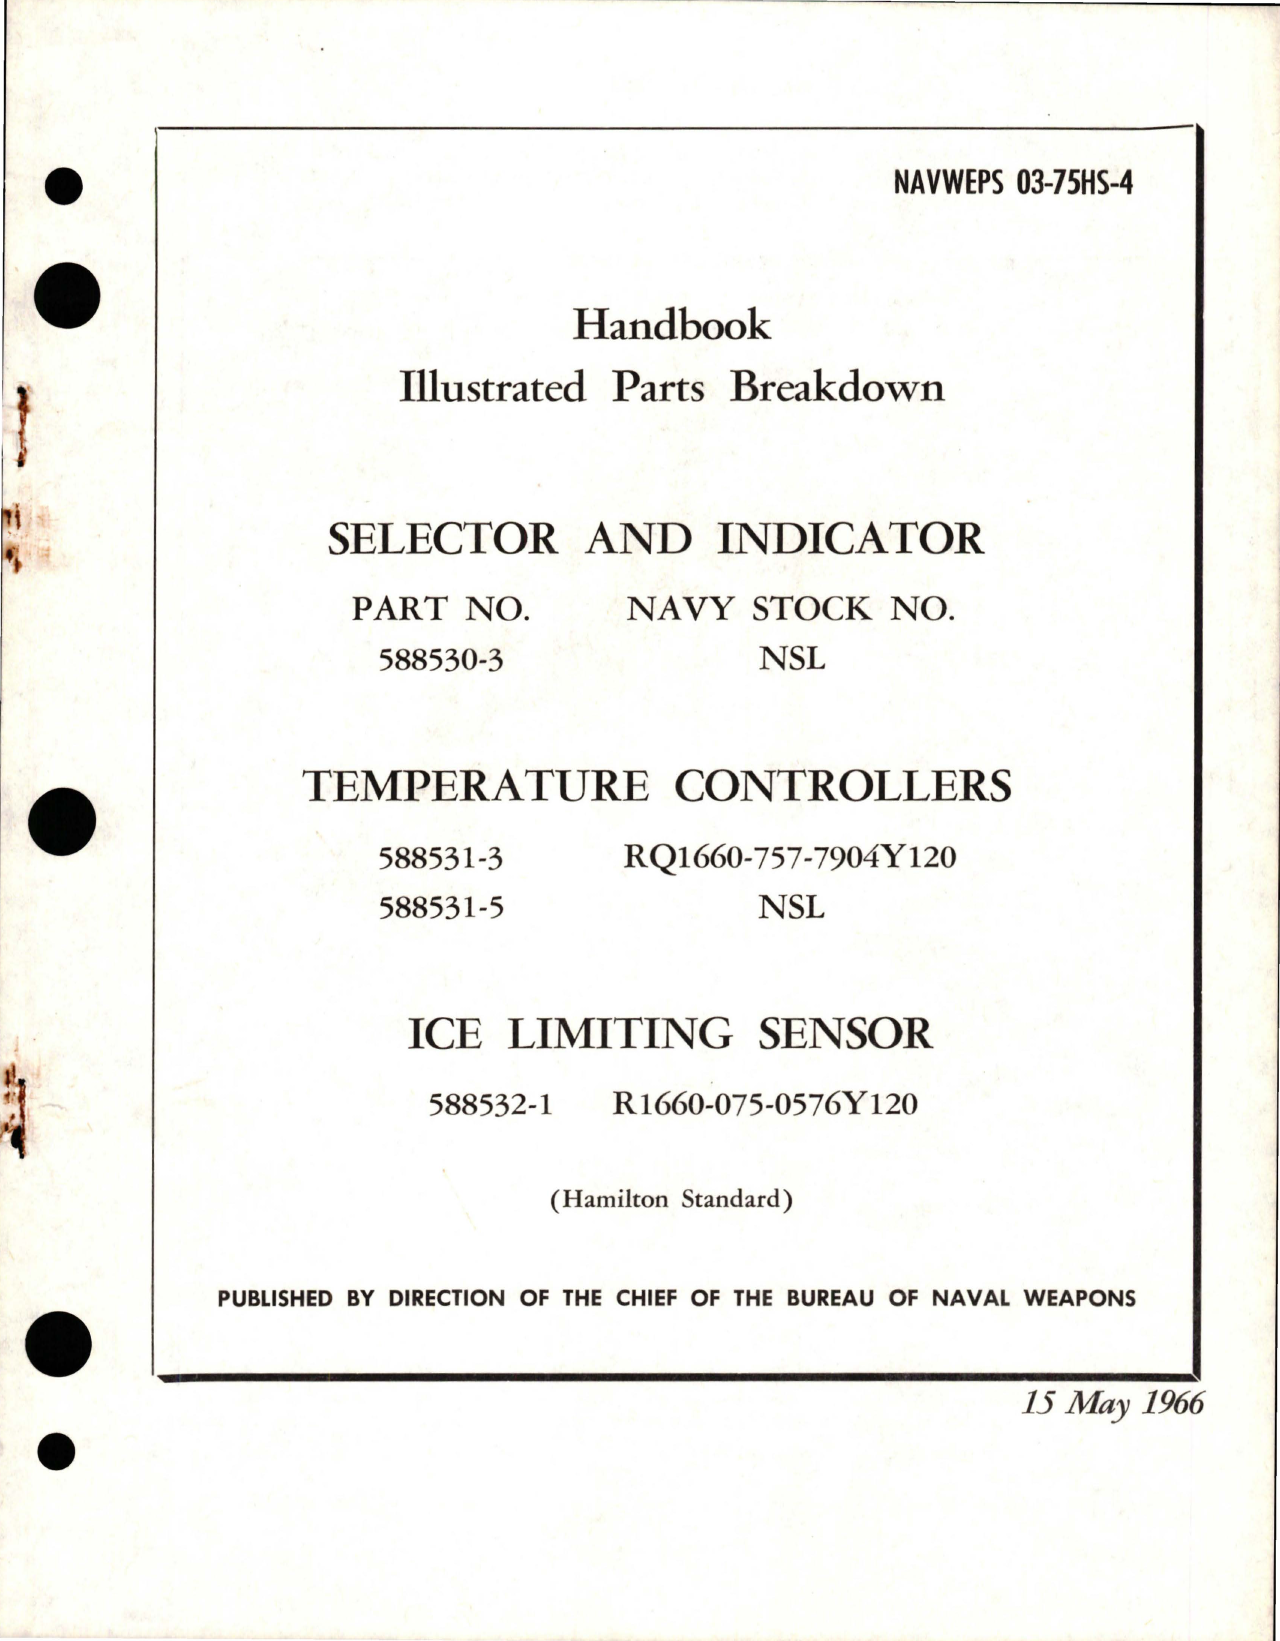 NAVWEPS 03-75HS-4
Handbook
Illustrated Parts Breakdown
SELECTOR AND INDICATOR
PART NO. NAVY STOCK NO.
588530-3 NSL
TEMPERATURE CONTROLLERS
588531-3 RQ1660-757-7904Y120
588531-5 NSL
ICE LIMITING SENSOR
588532-1 R1660-075-0576Y120
(Hamilton Standard)
PUBLISHED BY DIRECTION OF THE CHIEF OF THE BUREAU OF NAVAL WEAPONS
15 May 1966